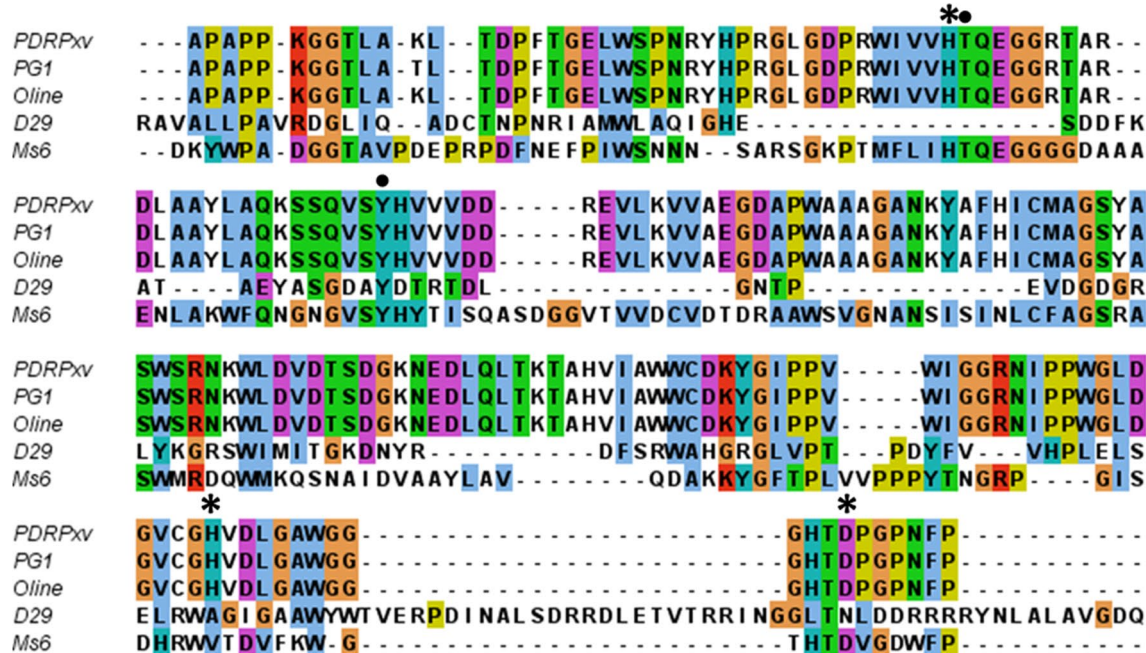 * •
PDRPxv ---APAPP-KGGTLA-KL--TDPFTGELWSPNRYHPRGLGDPRWIVVHTQEGGRTAR--
PG1 ---APAPP-KGGTLA-TL--TDPFTGELWSPNRYHPRGLGDPRWIVVHTQEGGRTAR--
Oline ---APAPP-KGGTLA-KL--TDPFTGELWSPNRYHPRGLGDPRWIVVHTQEGGRTAR--
D29 RAVALLPAVRDGLIQ--ADCTNPNRIAMWLAQIGHE------------------SDDFK
Ms6 --DKYWPA-DGGTAVPDEPRPDFNEFPIWSNNN--SARSGKPTMFLIHTQEGGGGDAAA
•
PDRPxv DLAAYLAQKSSQVSYHVVVDD-----REVLKVVAEGDAPWAAAGANKYAFHICMAGSYA
PG1 DLAAYLAQKSSQVSYHVVVDD-----REVLKVVAEGDAPWAAAGANKYAFHICMAGSYA
Oline DLAAYLAQKSSQVSYHVVVDD-----REVLKVVAEGDAPWAAAGANKYAFHICMAGSYA
D29 AT----AEYASGDAYDTRTDL--------------GNTP-------------EVDGDGR
Ms6 ENLAKWFQNGNGVSYHYTISQASDGGVTVVDCVDTDRAAWSVGNANSISINLCFAGSRA
PDRPxv SWSRNKWLDVDTSDGKNEDLQLTKTAHVIAWWCDKYGIPPV-----WIGGRNIPPWGLD
PG1 SWSRNKWLDVDTSDGKNEDLQLTKTAHVIAWWCDKYGIPPV-----WIGGRNIPPWGLD
Oline SWSRNKWLDVDTSDGKNEDLQLTKTAHVIAWWCDKYGIPPV-----WIGGRNIPPWGLD
D29 LYKGRSWIMITGKDNYR----------DFSRWAHGRGLVPT---PDYFV---VHPLELS
Ms6 SWMRDQWMKQSNAIDVAAYLAV--------QDAKKYGFTPLVVPPPYTNGRP----GIS
* *
PDRPxv GVCGHVDLGAWGG-------------------------GHTDPGPNFP-----------
PG1 GVCGHVDLGAWGG-------------------------GHTDPGPNFP-----------
Oline GVCGHVDLGAWGG-------------------------GHTDPGPNFP-----------
D29 ELRWAGIGAAWYWTVERPDINALSDRRDLETVTRRINGGLTNLDDRRRRYNLALAVGDQ
Ms6 DHRWVTDVFKW-G-------------------------THTDVGDWFP-----------